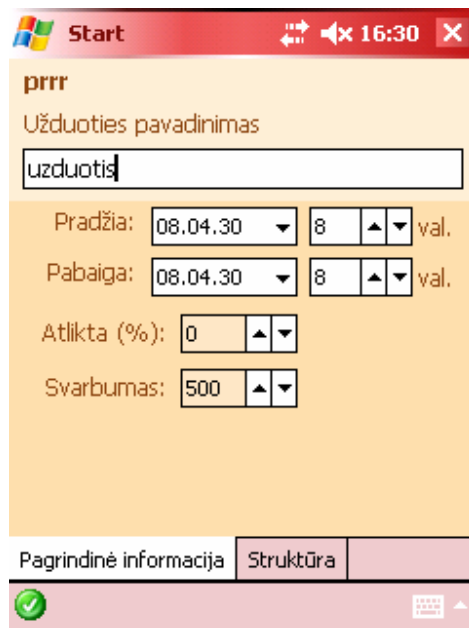 Start 16:30
prrr
Užduoties pavadinimas
uzduotis
Pradžia: 08.04.30 8 val.
Pabaiga: 08.04.30 8 val.
Atlikta (%): 0
Svarbumas: 500
Pagrindinė informacija Struktūra